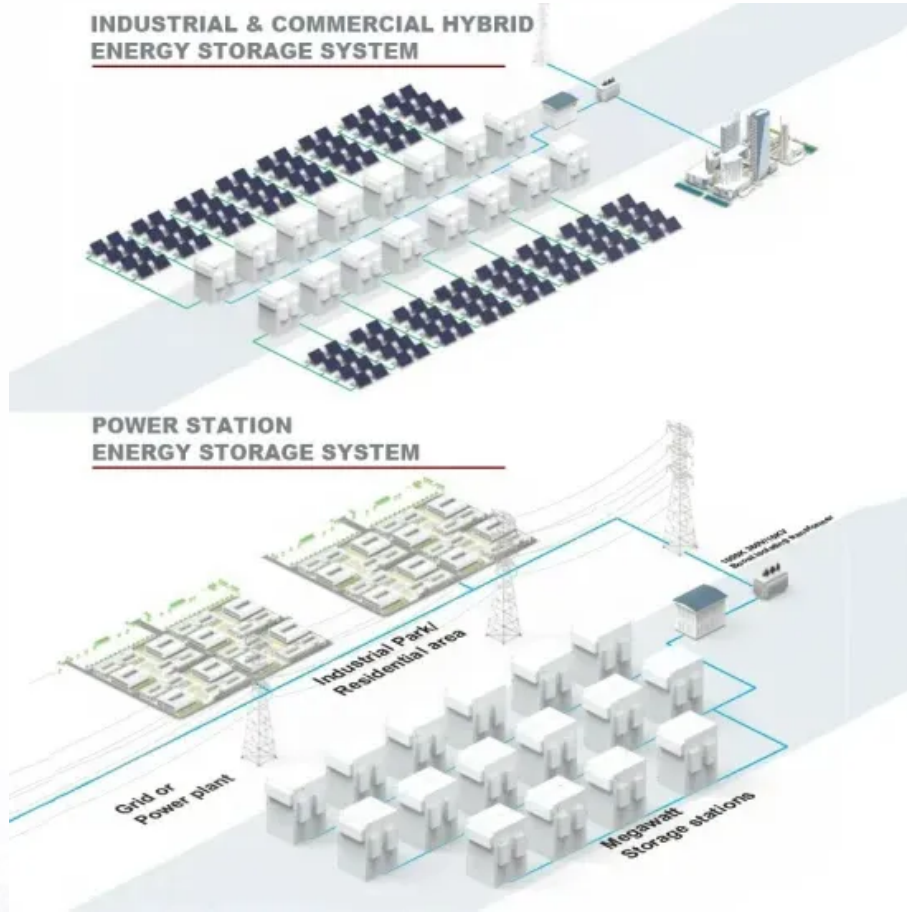 INDUSTRIAL & COMMERCIAL HYBRID
ENERGY STORAGE SYSTEM
POWER STATION
ENERGY STORAGE SYSTEM
Industrial Park/
Residential area
Grid or
Power plant
Megawatt
Storage stations